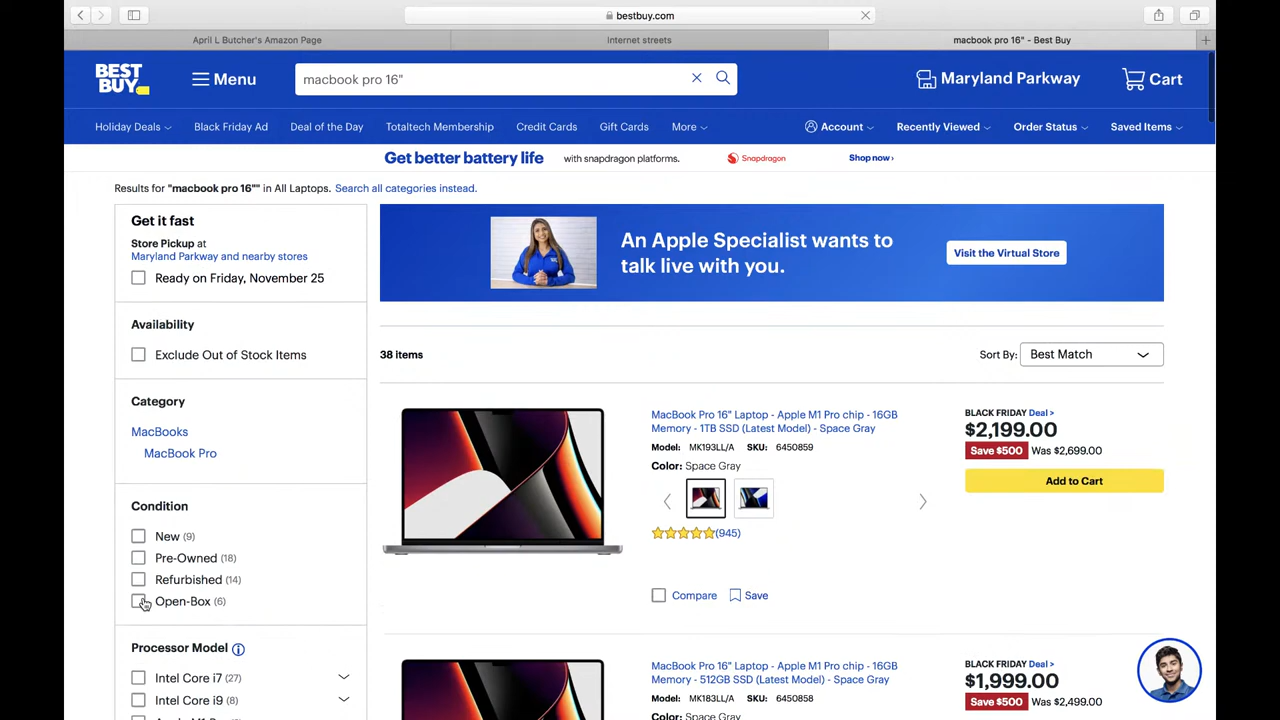 bestbuy.com
April L Butcher's Amazon Page
Internet streets
macbook pro 16" - Best Buy
BEST
BUY
Menu
macbook pro 16"
Maryland Parkway
Cart
Holiday Deals
Black Friday Ad
Deal of the Day
Totaltech Membership
Credit Cards
Gift Cards
More
Account
Recently Viewed
Order Status
Saved Items
Get better battery life with snapdragon platforms. Snapdragon Shop now ›
Results for "macbook pro 16"" in All Laptops. Search all categories instead.
Get it fast
Store Pickup at
Maryland Parkway and nearby stores
Ready on Friday, November 25
Availability
Exclude Out of Stock Items
Category
MacBooks
MacBook Pro
Condition
New (9)
Pre-Owned (18)
Refurbished (14)
Open-Box (6)
Processor Model
Intel Core i7 (27)
Intel Core i9 (8)
An Apple Specialist wants to
talk live with you.
Visit the Virtual Store
38 items
Sort By: Best Match
MacBook Pro 16" Laptop - Apple M1 Pro chip - 16GB
Memory - 1TB SSD (Latest Model) - Space Gray
Model: MK193LL/A SKU: 6450859
Color: Space Gray
(945)
Compare
Save
BLACK FRIDAY Deal >
$2,199.00
Save $500 Was $2,699.00
Add to Cart
MacBook Pro 16" Laptop - Apple M1 Pro chip - 16GB
Memory - 512GB SSD (Latest Model) - Space Gray
Model: MK183LL/A SKU: 6450858
Color: Space Gray
BLACK FRIDAY Deal >
$1,999.00
Save $500 Was $2,499.00